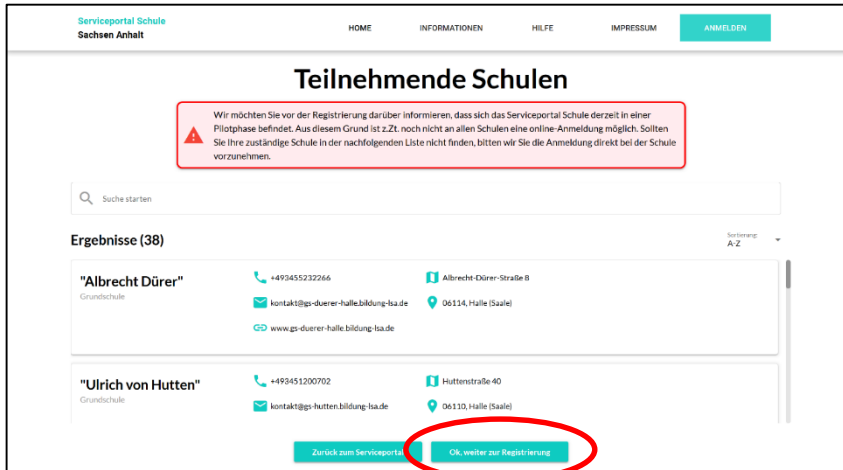 Serviceportal Schule
Sachsen Anhalt
HOME
INFORMATIONEN
HILFE
IMPRESSUM
ANMELDEN
Teilnehmende Schulen
Wir möchten Sie vor der Registrierung darüber informieren, dass sich das Serviceportal Schule derzeit in einer
Pilotphase befindet. Aus diesem Grund ist z.Zt. noch nicht an allen Schulen eine online-Anmeldung möglich. Sollten
Sie Ihre zuständige Schule in der nachfolgenden Liste nicht finden, bitten wir Sie die Anmeldung direkt bei der Schule
vorzunehmen.
Suche starten
Ergebnisse (38)
Sortierung:
A-Z
"Albrecht Dürer"
Grundschule
+493455232266
Albrecht-Dürer-Straße 8
kontakt@gs-duerer-halle.bildung-lsa.de
06114, Halle (Saale)
www.gs-duerer-halle.bildung-lsa.de
"Ulrich von Hutten"
Grundschule
+493451200702
Huttenstraße 40
kontakt@gs-hutten.bildung-lsa.de
06110, Halle (Saale)
Zurück zum Serviceportal
Ok, weiter zur Registrierung